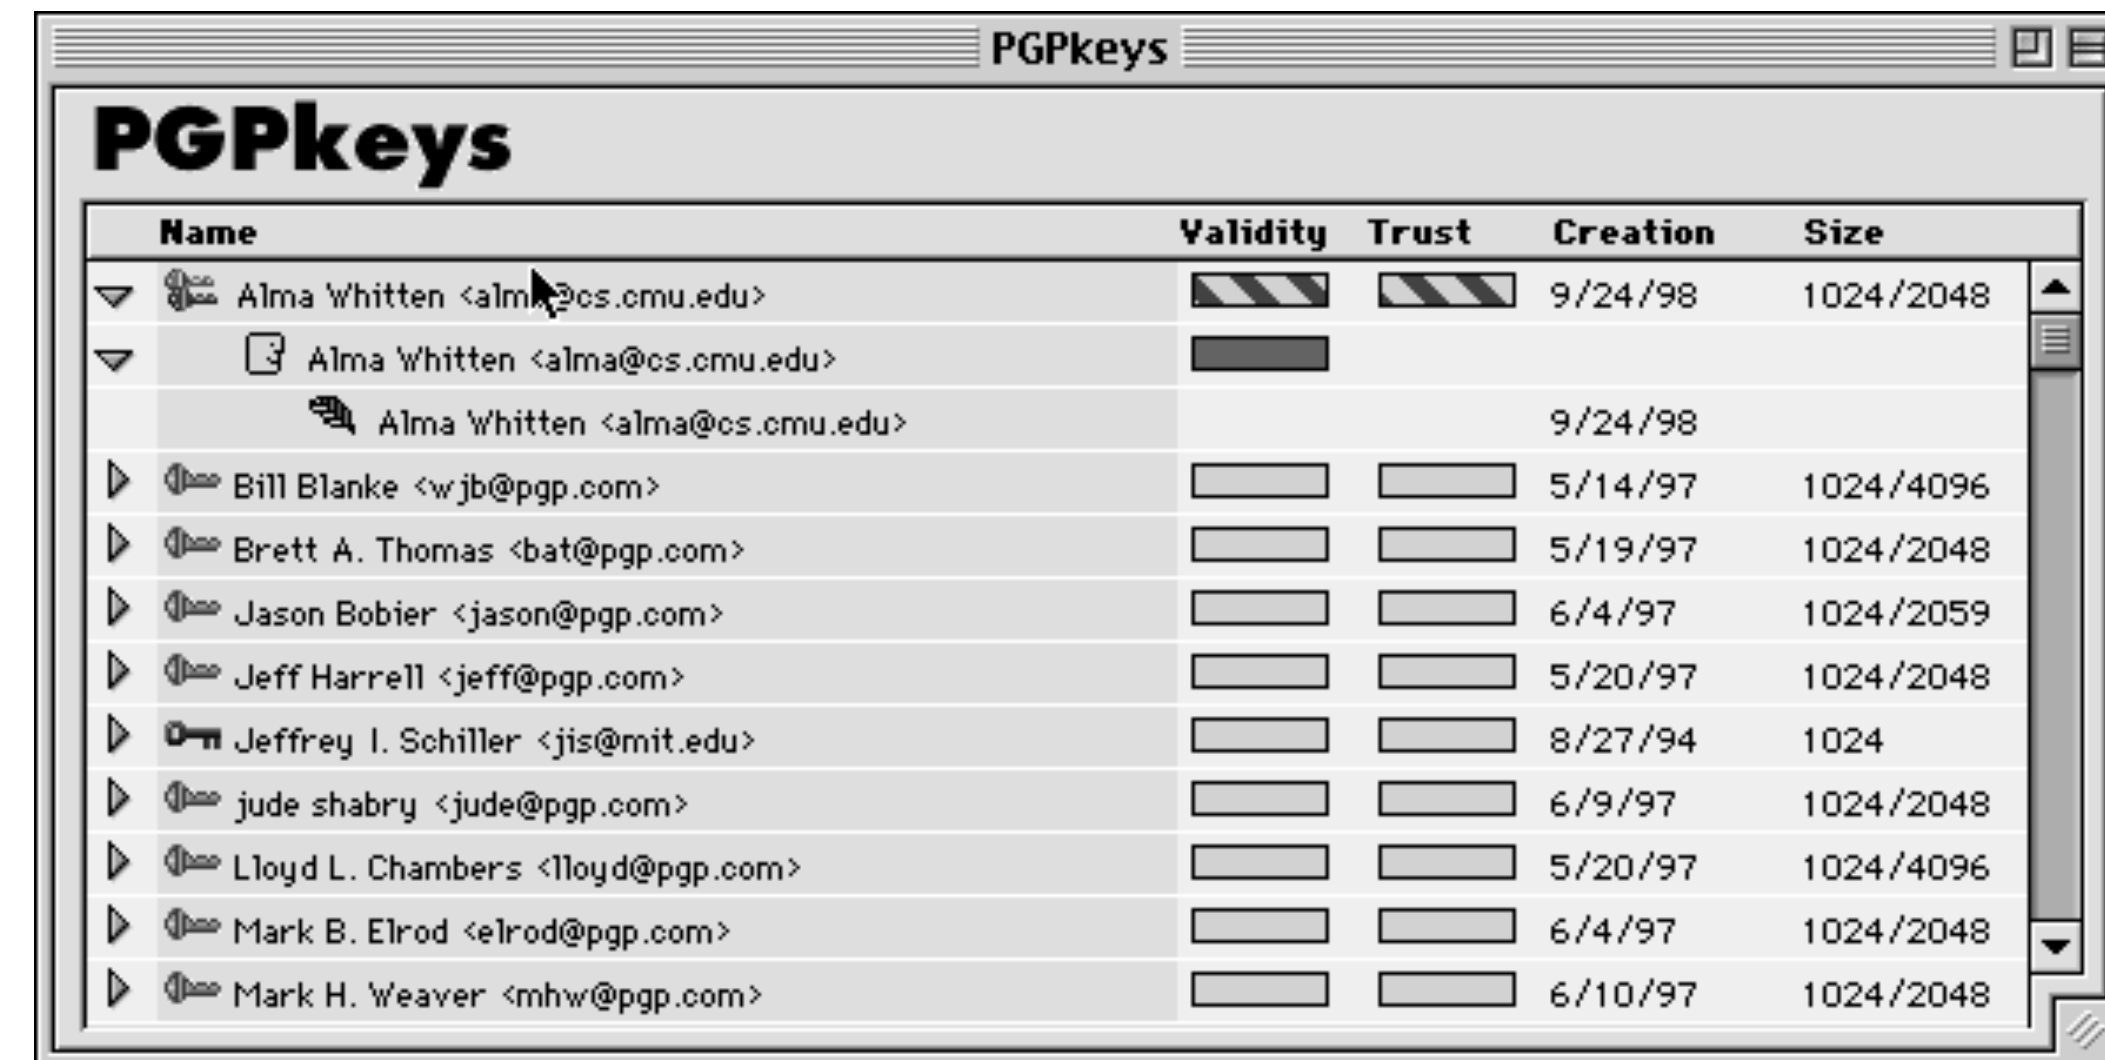 PGPkeys
PGPkeys
Name Validity Trust Creation Size
Alma Whitten <alma@cs.cmu.edu> 9/24/98 1024/2048
Alma Whitten <alma@cs.cmu.edu>
Alma Whitten <alma@cs.cmu.edu> 9/24/98
Bill Blanke <wjb@pgp.com> 5/14/97 1024/4096
Brett A. Thomas <bat@pgp.com> 5/19/97 1024/2048
Jason Bobier <jason@pgp.com> 6/4/97 1024/2059
Jeff Harrell <jeff@pgp.com> 5/20/97 1024/2048
Jeffrey I. Schiller <jis@mit.edu> 8/27/94 1024
jude shabry <jude@pgp.com> 6/9/97 1024/2048
Lloyd L. Chambers <lloyd@pgp.com> 5/20/97 1024/4096
Mark B. Elrod <elrod@pgp.com> 6/4/97 1024/2048
Mark H. Weaver <mhw@pgp.com> 6/10/97 1024/2048